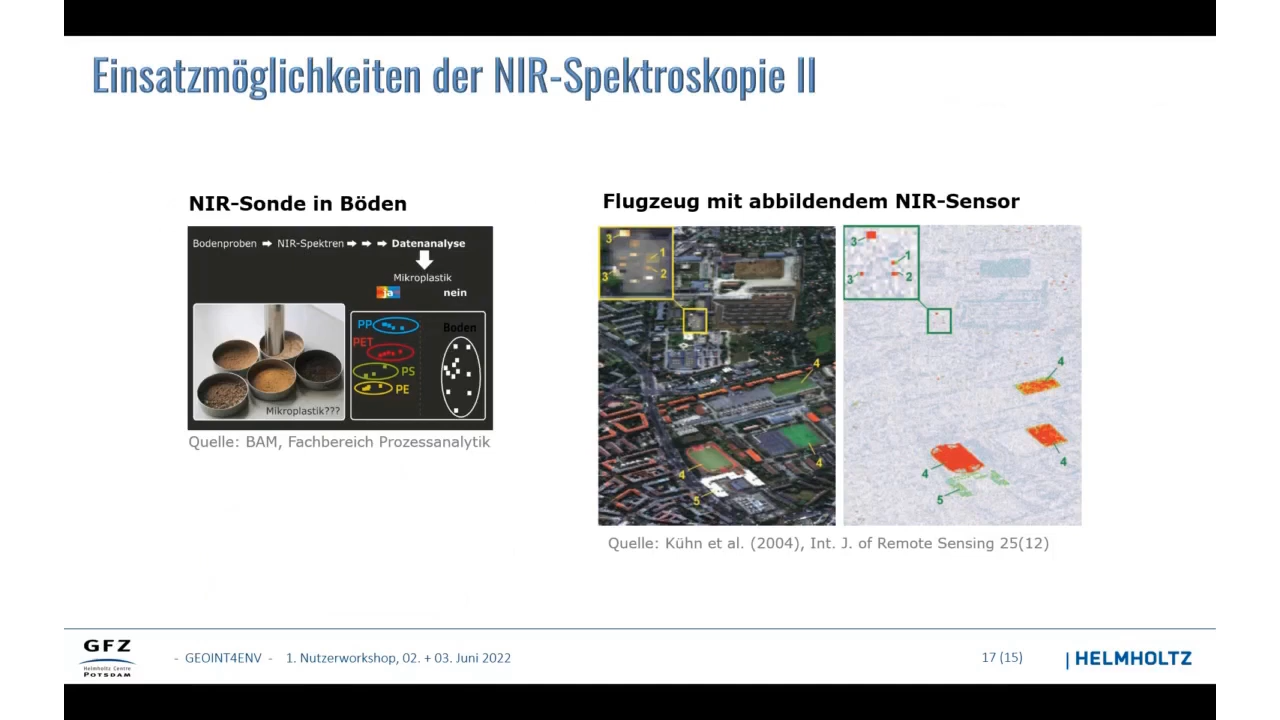 Einsatzmöglichkeiten der NIR-Spektroskopie II
NIR-Sonde in Böden
Bodenproben NIR-Spektren Datenanalyse
Mikroplastik
ja nein
PP
PET
PS
PE
Boden
Mikroplastik???
Quelle: BAM, Fachbereich Prozessanalytik
Flugzeug mit abbildendem NIR-Sensor
3
1
3
2
4
4
4
5
3
1
3
2
4
4
4
5
Quelle: Kühn et al. (2004), Int. J. of Remote Sensing 25(12)
GFZ
Helmholtz Centre
POTSDAM
- GEOINT4ENV - 1. Nutzerworkshop, 02. + 03. Juni 2022
17 (15)
HELMHOLTZ